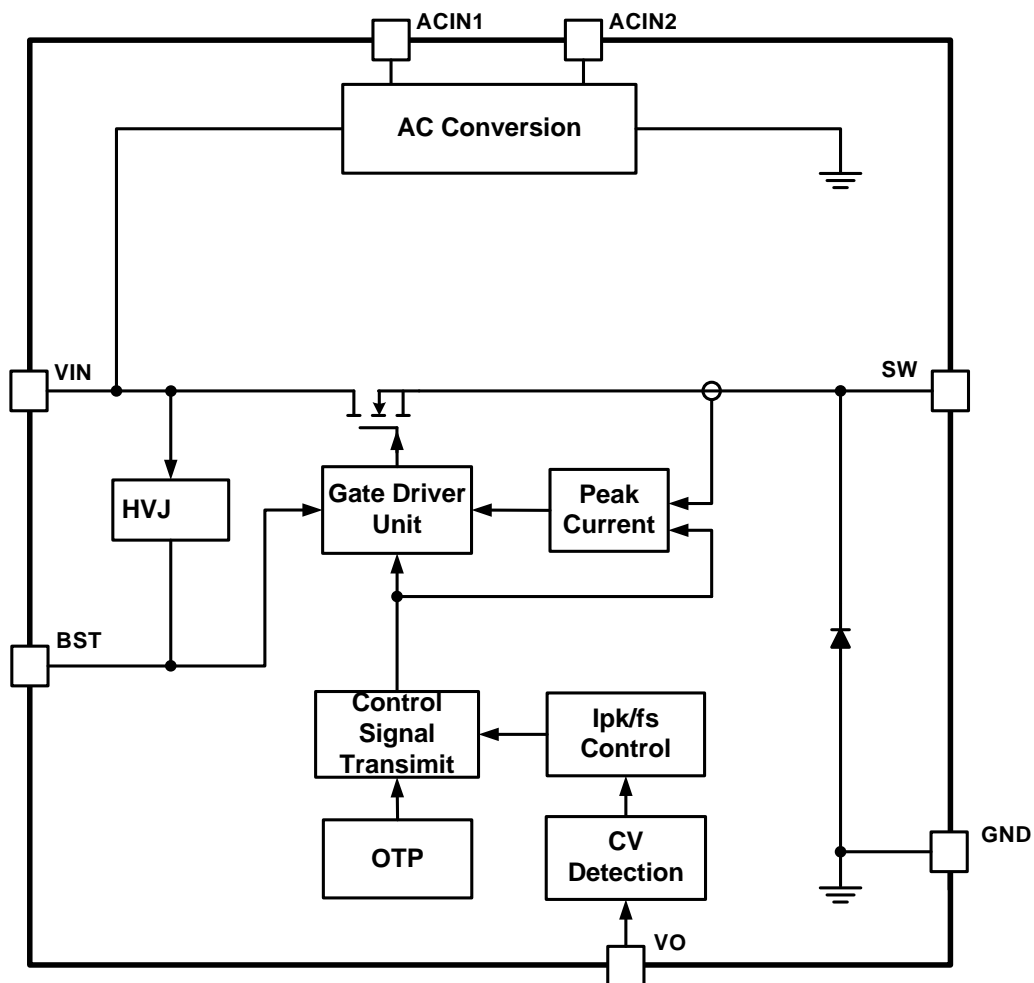 ACIN1
ACIN2
AC Conversion
VIN
SW
HVJ
Gate Driver
Unit
Peak
Current
BST
Control
Signal
Transimit
Ipk/fs
Control
OTP
CV
Detection
GND
VO